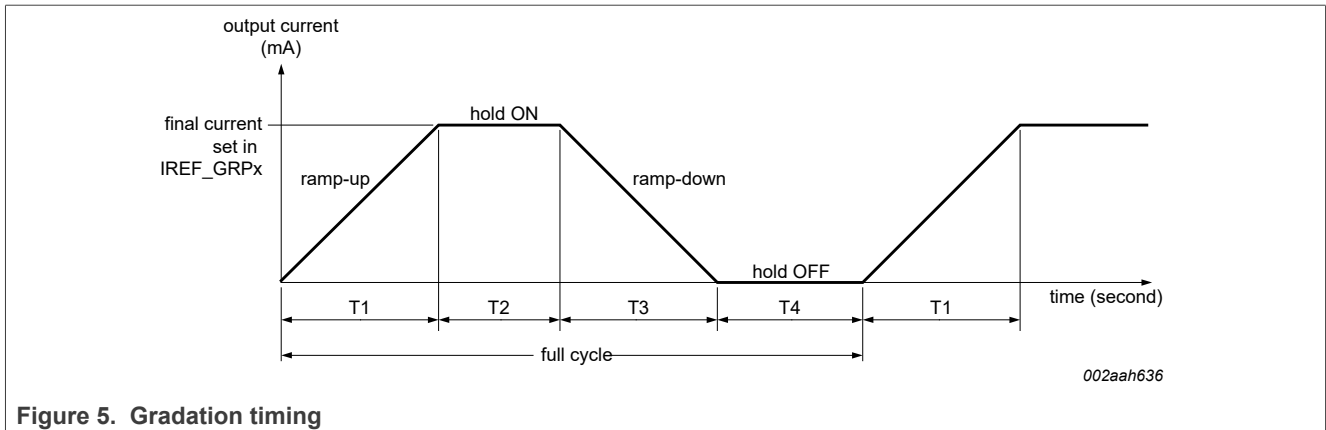 output current
(mA)
final current
set in
IREF_GRPx
hold ON
ramp-up
ramp-down
hold OFF
time (second)
T1
T2
T3
T4
T1
full cycle
002aah636
Figure 5. Gradation timing